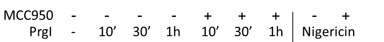 MCC950 - - - - + + + - +
PrgI - 10′ 30′ 1h 10′ 30′ 1h Nigericin